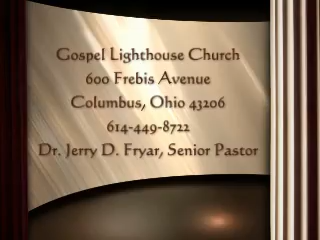 Gospel Lighthouse Church
600 Frebis Avenue
Columbus, Ohio 43206
614-449-8722
Dr. Jerry D. Fryar, Senior Pastor